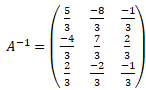 A⁻¹ = ( 5/3 -8/3 -1/3
-4/3 7/3 2/3
2/3 -2/3 -1/3 )